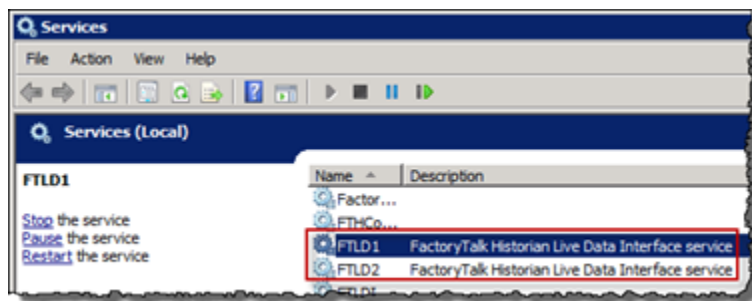 Services
File Action View Help
Services (Local)
FTLD1
Stop the service
Pause the service
Restart the service
Name Description
Factor...
FTHCo...
FTLD1 FactoryTalk Historian Live Data Interface service
FTLD2 FactoryTalk Historian Live Data Interface service